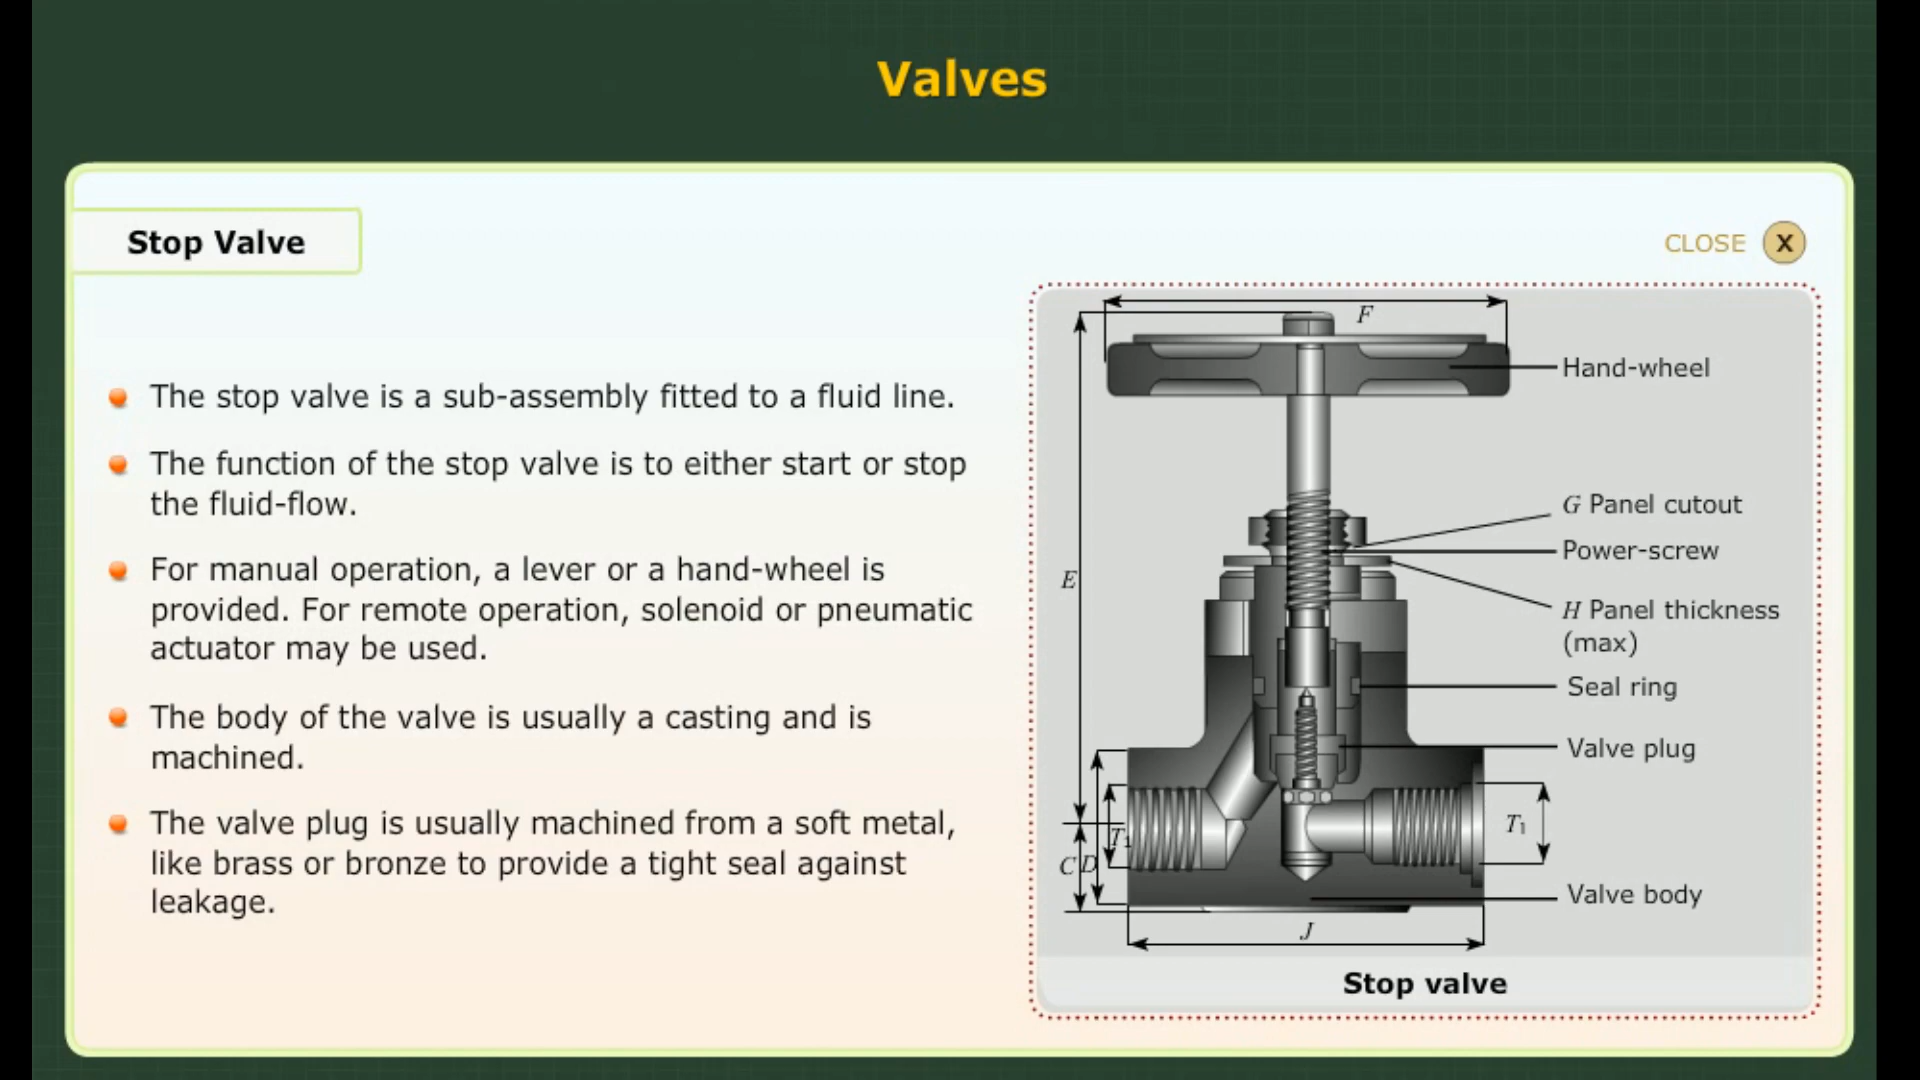 Valves
Stop Valve
CLOSE X
The stop valve is a sub-assembly fitted to a fluid line.
The function of the stop valve is to either start or stop
the fluid-flow.
For manual operation, a lever or a hand-wheel is
provided. For remote operation, solenoid or pneumatic
actuator may be used.
The body of the valve is usually a casting and is
machined.
The valve plug is usually machined from a soft metal,
like brass or bronze to provide a tight seal against
leakage.
F
Hand-wheel
G Panel cutout
Power-screw
E
H Panel thickness
(max)
Seal ring
Valve plug
T1
T1
C
D
Valve body
J
Stop valve